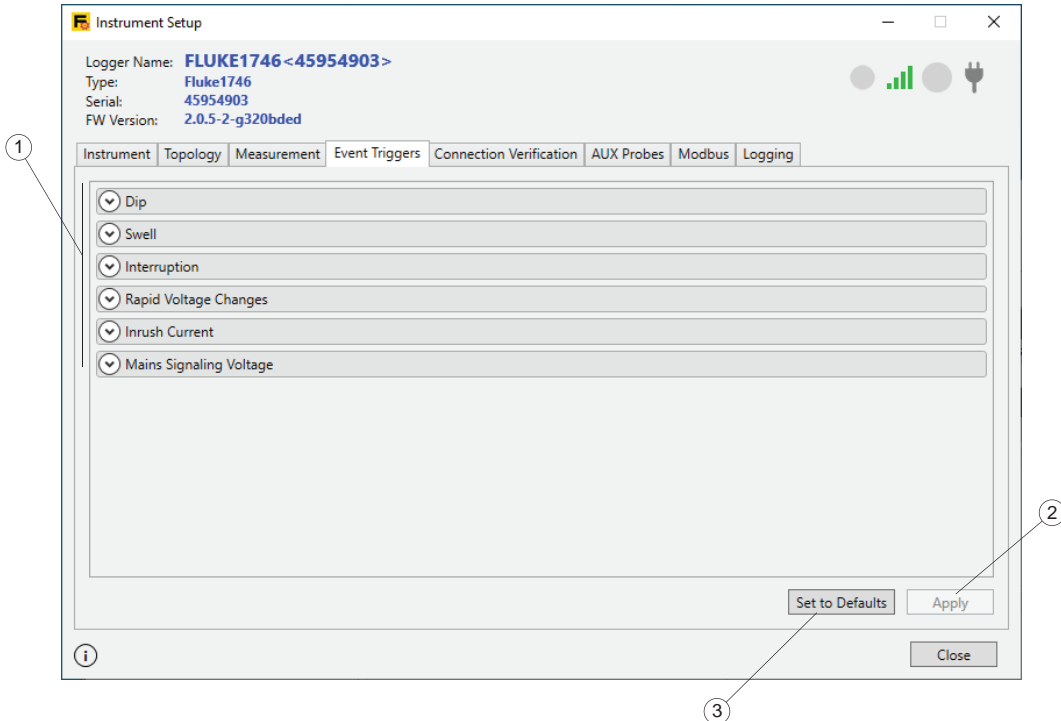 Instrument Setup
Logger Name: FLUKE1746<45954903>
Type: Fluke1746
Serial: 45954903
FW Version: 2.0.5-2-g320bded
1
Instrument Topology Measurement Event Triggers Connection Verification AUX Probes Modbus Logging
Dip
Swell
Interruption
Rapid Voltage Changes
Inrush Current
Mains Signaling Voltage
2
Set to Defaults Apply
Close
3